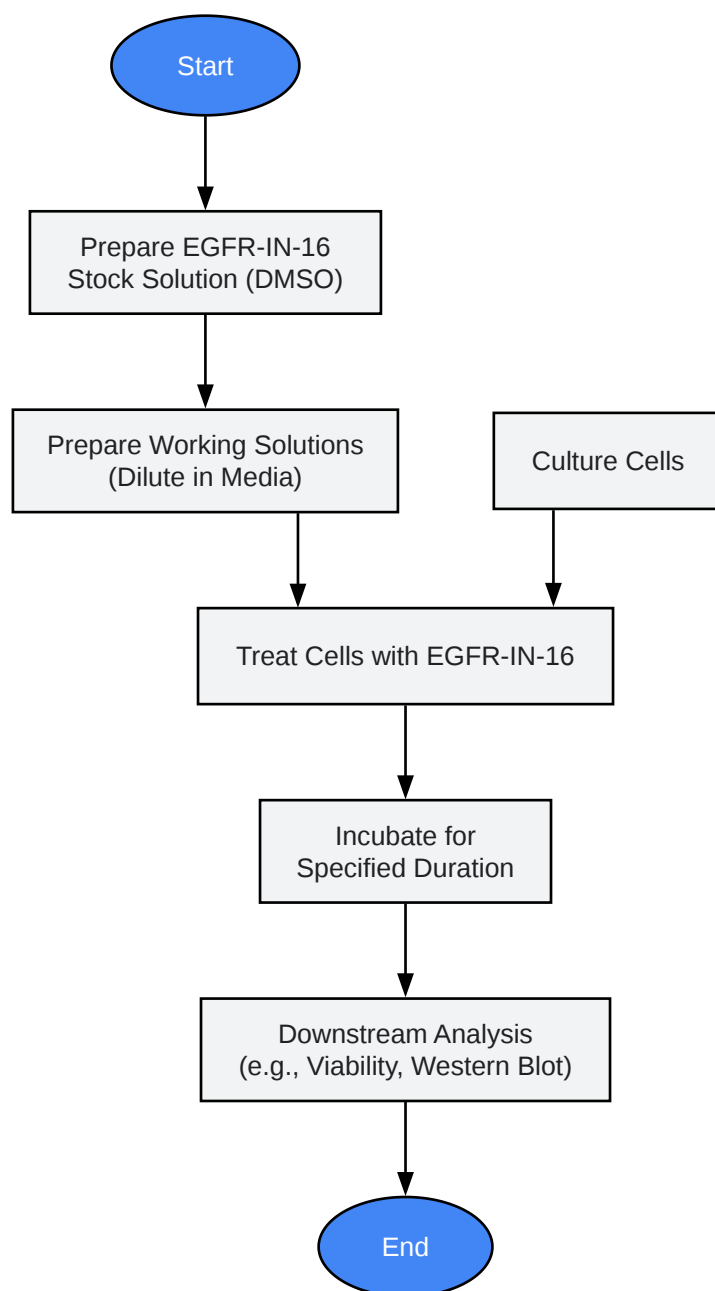 Start
Prepare EGFR-IN-16
Stock Solution (DMSO)
Prepare Working Solutions
(Dilute in Media)
Culture Cells
Treat Cells with EGFR-IN-16
Incubate for
Specified Duration
Downstream Analysis
(e.g., Viability, Western Blot)
End